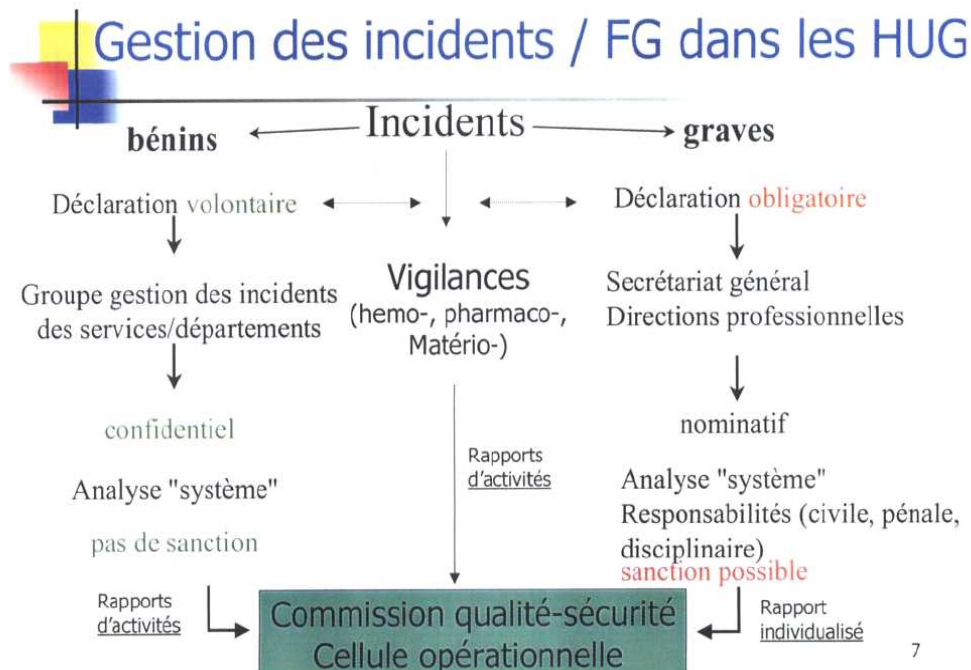 Gestion des incidents / FG dans les HUG
Incidents
bénins
graves
Déclaration volontaire
Groupe gestion des incidents
des services/départements
confidentiel
Analyse "système"
pas de sanction
Rapports
d'activités
Vigilances
(hemo-, pharmaco-,
Matério-)
Rapports
d'activités
Déclaration obligatoire
Secrétariat général
Directions professionnelles
nominatif
Analyse "système"
Responsabilités (civile, pénale,
disciplinaire)
sanction possible
Rapport
individualisé
Commission qualité-sécurité
Cellule opérationnelle
7